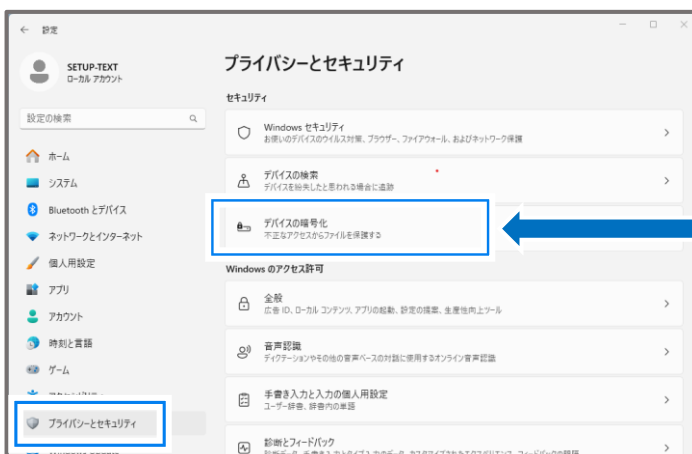 設定
SETUP-TEXT
ローカル アカウント
設定の検索
ホーム
システム
Bluetooth とデバイス
ネットワークとインターネット
個人用設定
アプリ
アカウント
時刻と言語
ゲーム
プライバシーとセキュリティ
プライバシーとセキュリティ
セキュリティ
Windows セキュリティ
お使いのデバイスのウイルス対策、ブラウザー、ファイアウォール、およびネットワーク保護
デバイスの検索
デバイスを紛失したと思われる場合に追跡
デバイスの暗号化
不正なアクセスからファイルを保護する
Windows のアクセス許可
全般
広告 ID、ローカル コンテンツ、アプリの起動、設定の提案、生産性向上ツール
音声認識
ディクテーションやその他の音声ベースの対話に使用するオンライン音声認識
手書き入力と入力の個人用設定
ユーザー辞書、辞書内の単語
診断とフィードバック